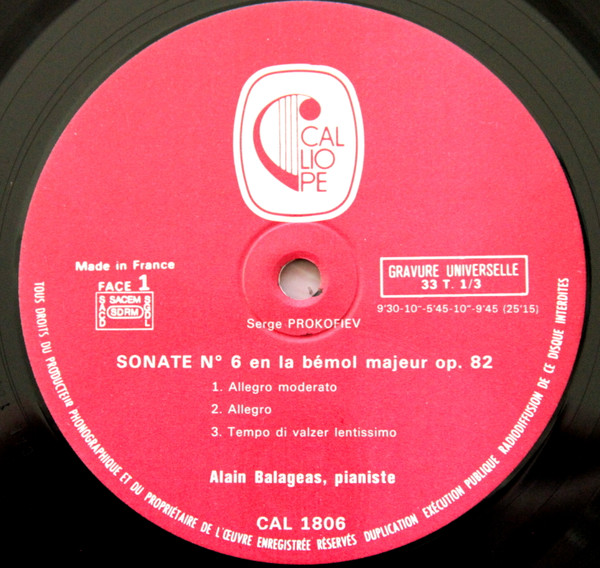 CAL
LIO
PE
Made in France
FACE 1
SACD
SACEM
SDRM
SGDL
GRAVURE UNIVERSELLE
33 T. 1/3
9'30-10"-5'45-10"-9'45 (25'15)
Serge PROKOFIEV
SONATE N° 6 en la bémol majeur op. 82
1. Allegro moderato
2. Allegro
3. Tempo di valzer lentissimo
Alain Balageas, pianiste
CAL 1806
TOUS DROITS DU PRODUCTEUR PHONOGRAPHIQUE ET DU PROPRIÉTAIRE DE L'ŒUVRE ENREGISTRÉE RÉSERVÉS DUPLICATION EXÉCUTION PUBLIQUE RADIODIFFUSION DE CE DISQUE INTERDITES